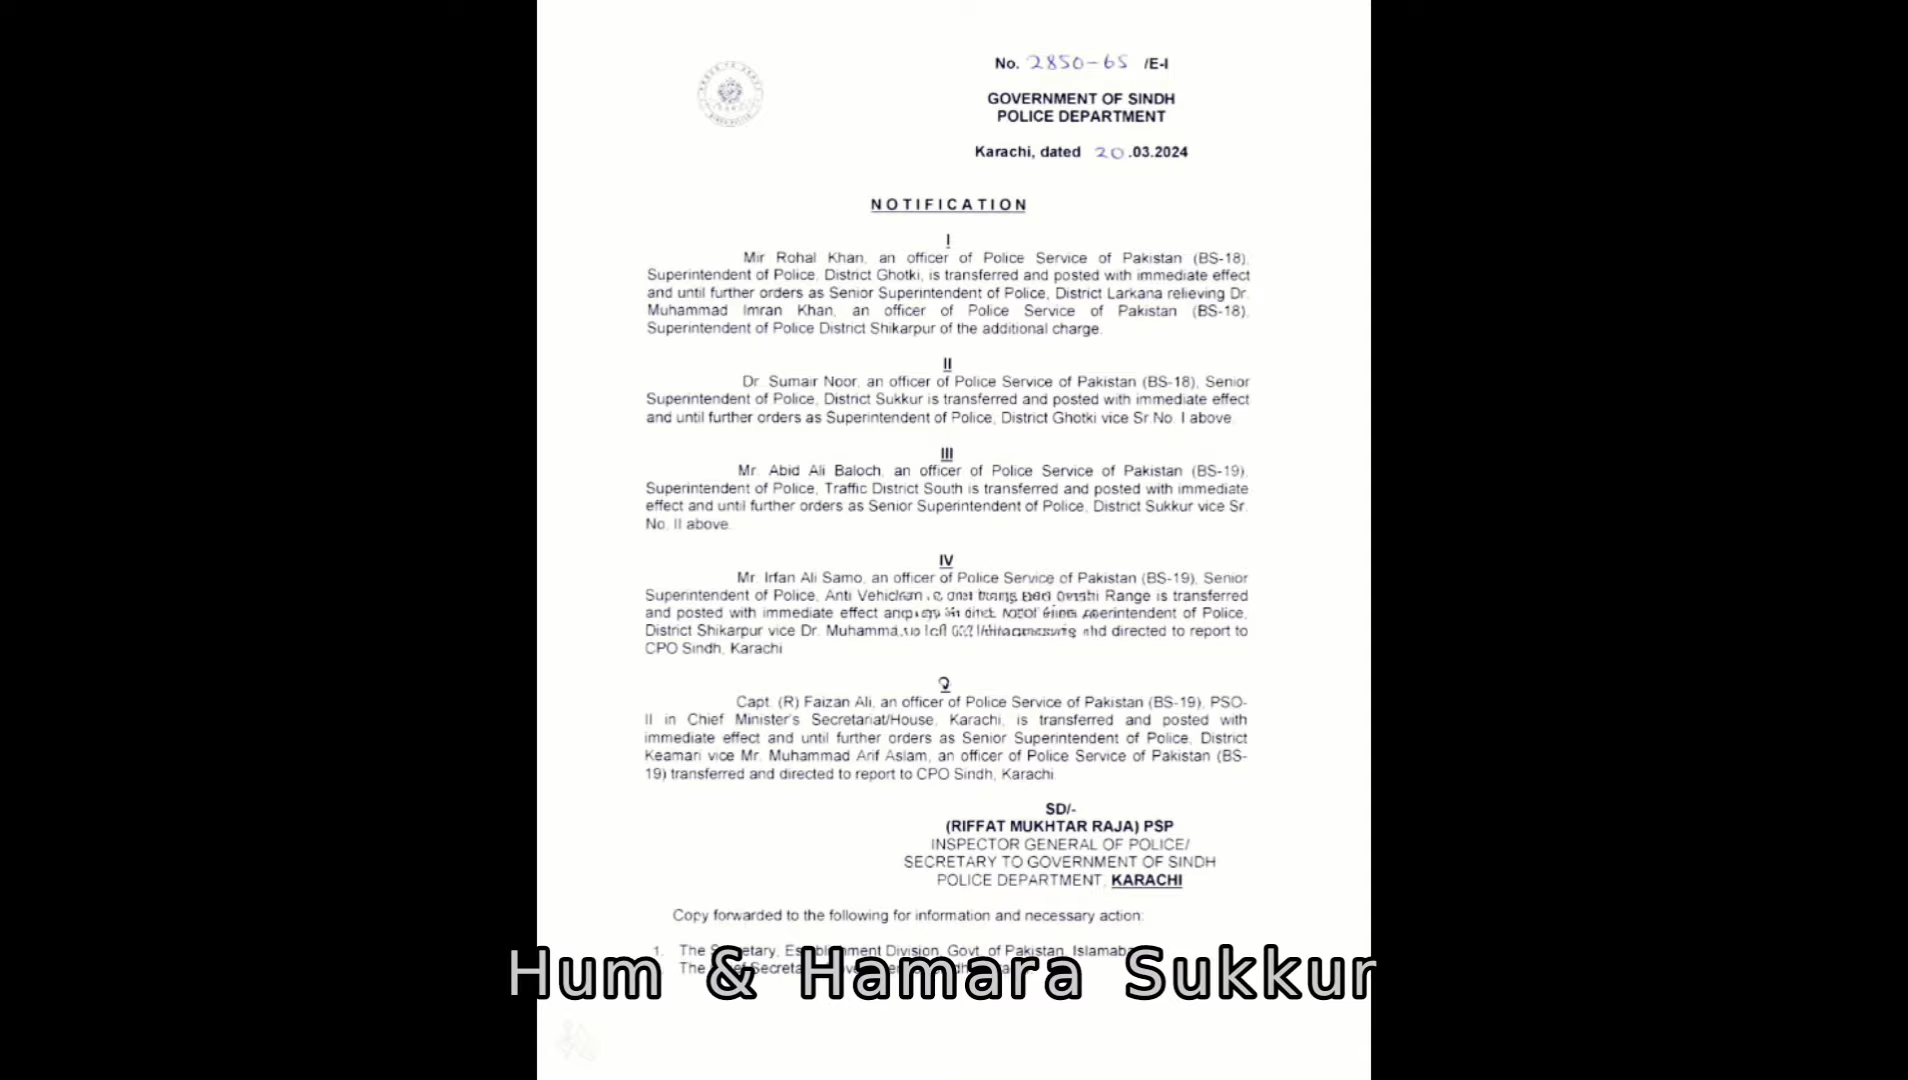 No. 2850-65 /E-I
GOVERNMENT OF SINDH
POLICE DEPARTMENT
Karachi, dated 20.03.2024
NOTIFICATION
I
Mir Rohal Khan, an officer of Police Service of Pakistan (BS-18),
Superintendent of Police, District Ghotki, is transferred and posted with immediate effect
and until further orders as Senior Superintendent of Police, District Larkana relieving Dr.
Muhammad Imran Khan, an officer of Police Service of Pakistan (BS-18),
Superintendent of Police District Shikarpur of the additional charge.
II
Dr. Sumair Noor, an officer of Police Service of Pakistan (BS-18), Senior
Superintendent of Police, District Sukkur is transferred and posted with immediate effect
and until further orders as Superintendent of Police, District Ghotki vice Sr.No. I above.
III
Mr. Abid Ali Baloch, an officer of Police Service of Pakistan (BS-19),
Superintendent of Police, Traffic District South is transferred and posted with immediate
effect and until further orders as Senior Superintendent of Police, District Sukkur vice Sr.
No. II above.
IV
Mr. Irfan Ali Samo, an officer of Police Service of Pakistan (BS-19), Senior
Superintendent of Police, Anti Range is transferred
and posted with immediate effect of Police,
District Shikarpur vice Dr. directed to report to
CPO Sindh, Karachi
Capt. (R) Faizan Ali, an officer of Police Service of Pakistan (BS-19), PSO-
II in Chief Minister's Secretariat/House, Karachi, is transferred and posted with
immediate effect and until further orders as Senior Superintendent of Police, District
Keamari vice Mr. Muhammad Arif Aslam, an officer of Police Service of Pakistan (BS-
19) transferred and directed to report to CPO Sindh, Karachi.
SD/-
(RIFFAT MUKHTAR RAJA) PSP
INSPECTOR GENERAL OF POLICE/
SECRETARY TO GOVERNMENT OF SINDH
POLICE DEPARTMENT, KARACHI
Copy forwarded to the following for information and necessary action:
1. The Division, Govt. of Pakistan,
The
Hum & Hamara Sukkur